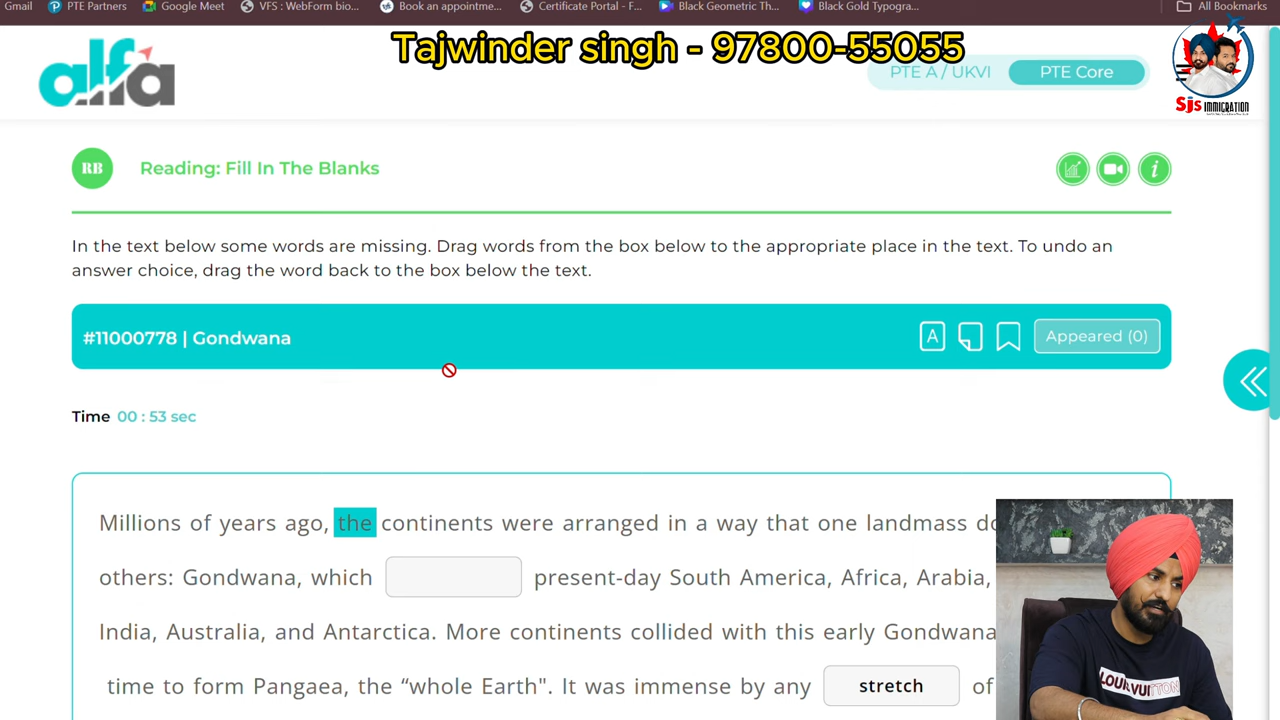 Gmail PTE Partners Google Meet VFS : WebForm bio... Book an appointme... Certificate Portal - F... Black Geometric Th... Black Gold Typogra... All Bookmarks
Tajwinder singh - 97800-55055
alfa
PTE A / UKVI PTE Core
Sjs IMMIGRATION
RB Reading: Fill In The Blanks
In the text below some words are missing. Drag words from the box below to the appropriate place in the text. To undo an
answer choice, drag the word back to the box below the text.
#11000778 | Gondwana A Appeared (0)
Time 00 : 53 sec
Millions of years ago, the continents were arranged in a way that one landmass
others: Gondwana, which present-day South America, Africa, Arabia,
India, Australia, and Antarctica. More continents collided with this early Gondwana
time to form Pangaea, the “whole Earth". It was immense by any stretch of